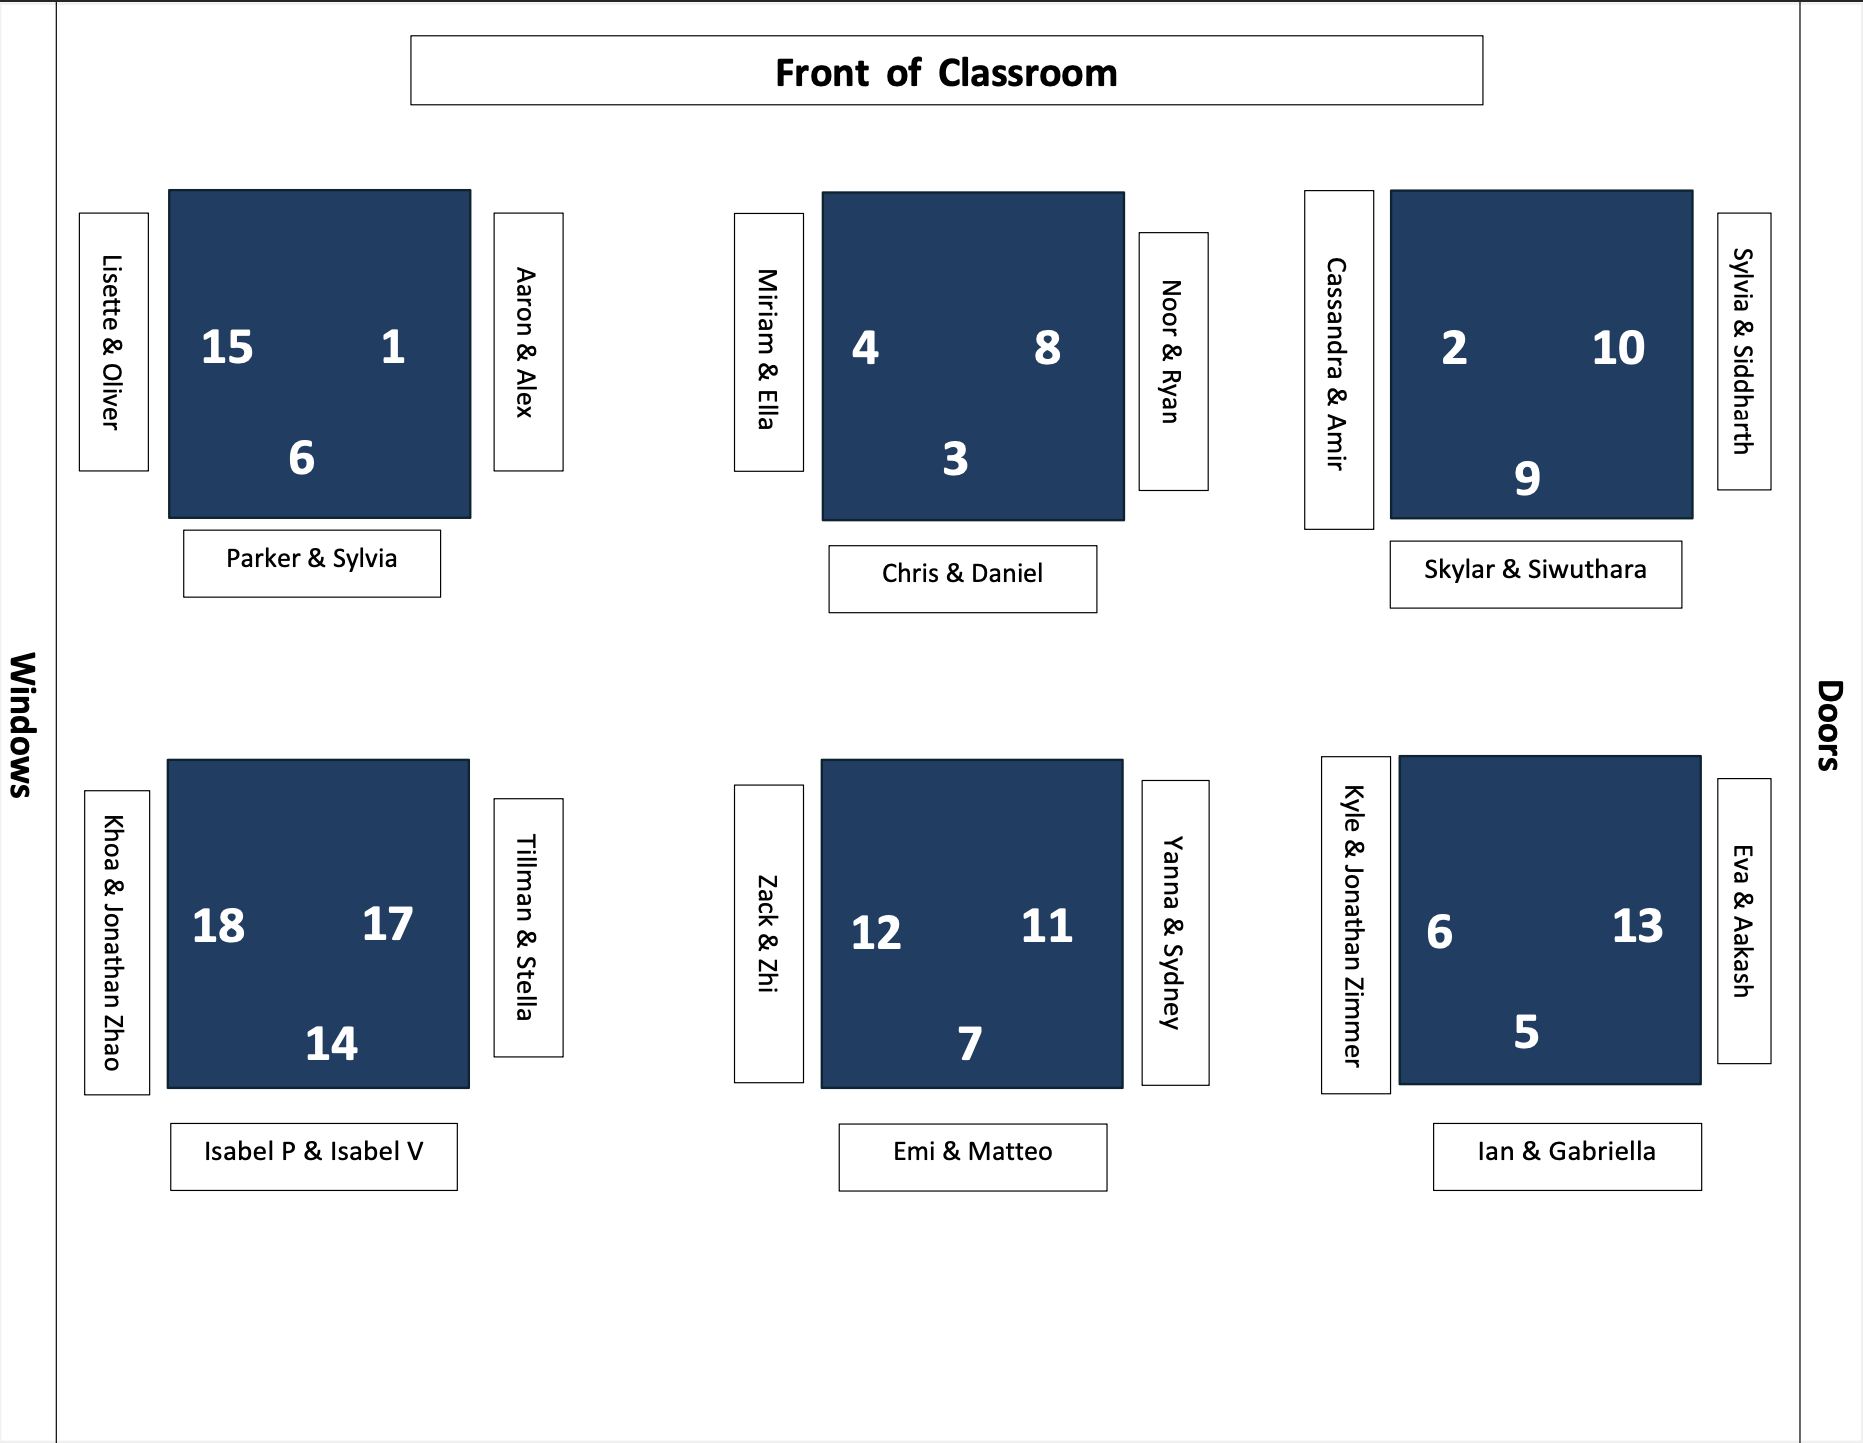 Front of Classroom
Lisette & Oliver
15
1
6
Aaron & Alex
Parker & Sylvia
Miriam & Ella
4
8
3
Noor & Ryan
Chris & Daniel
Cassandra & Amir
2
10
9
Sylvia & Siddharth
Skylar & Siwuthara
Windows
Doors
Khoa & Jonathan Zhao
18
17
14
Tillman & Stella
Isabel P & Isabel V
Zack & Zhi
12
11
7
Yanna & Sydney
Emi & Matteo
Kyle & Jonathan Zimmer
6
13
5
Eva & Aakash
Ian & Gabriella